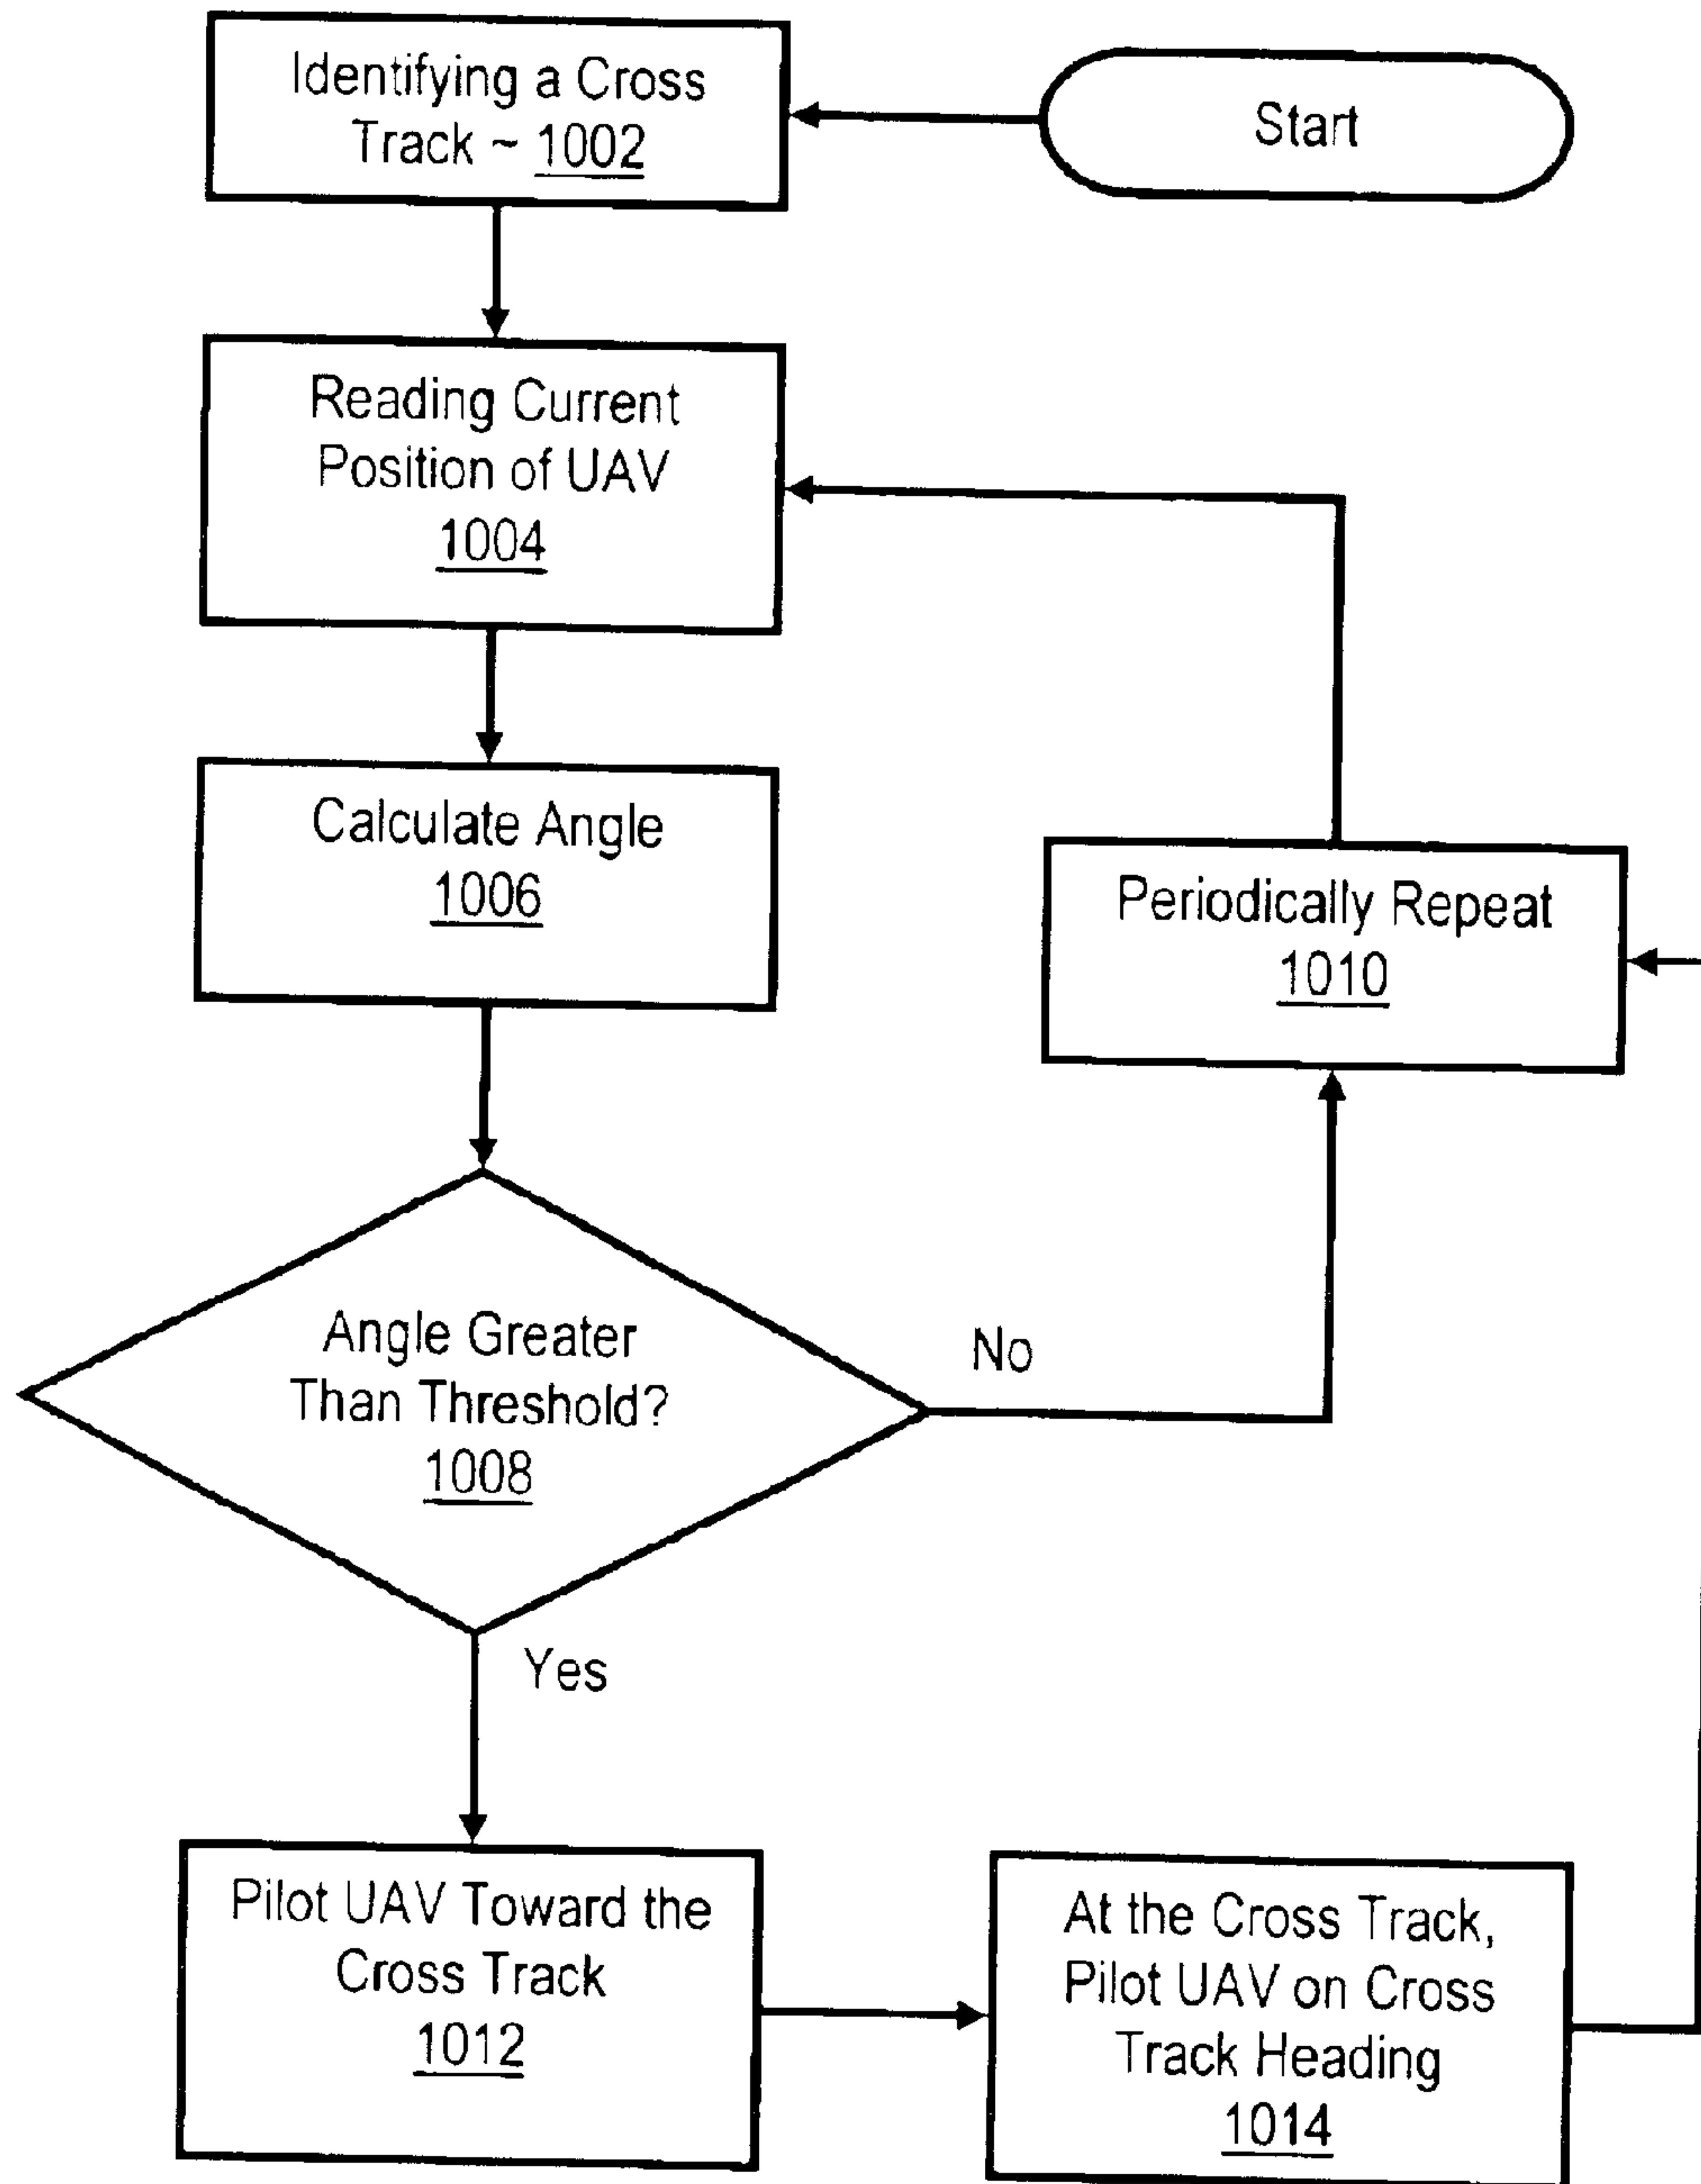 Start
Identifying a Cross
Track ~ 1002
Reading Current
Position of UAV
1004
Calculate Angle
1006
Periodically Repeat
1010
Angle Greater
Than Threshold?
1008
No
Yes
Pilot UAV Toward the
Cross Track
1012
At the Cross Track,
Pilot UAV on Cross
Track Heading
1014